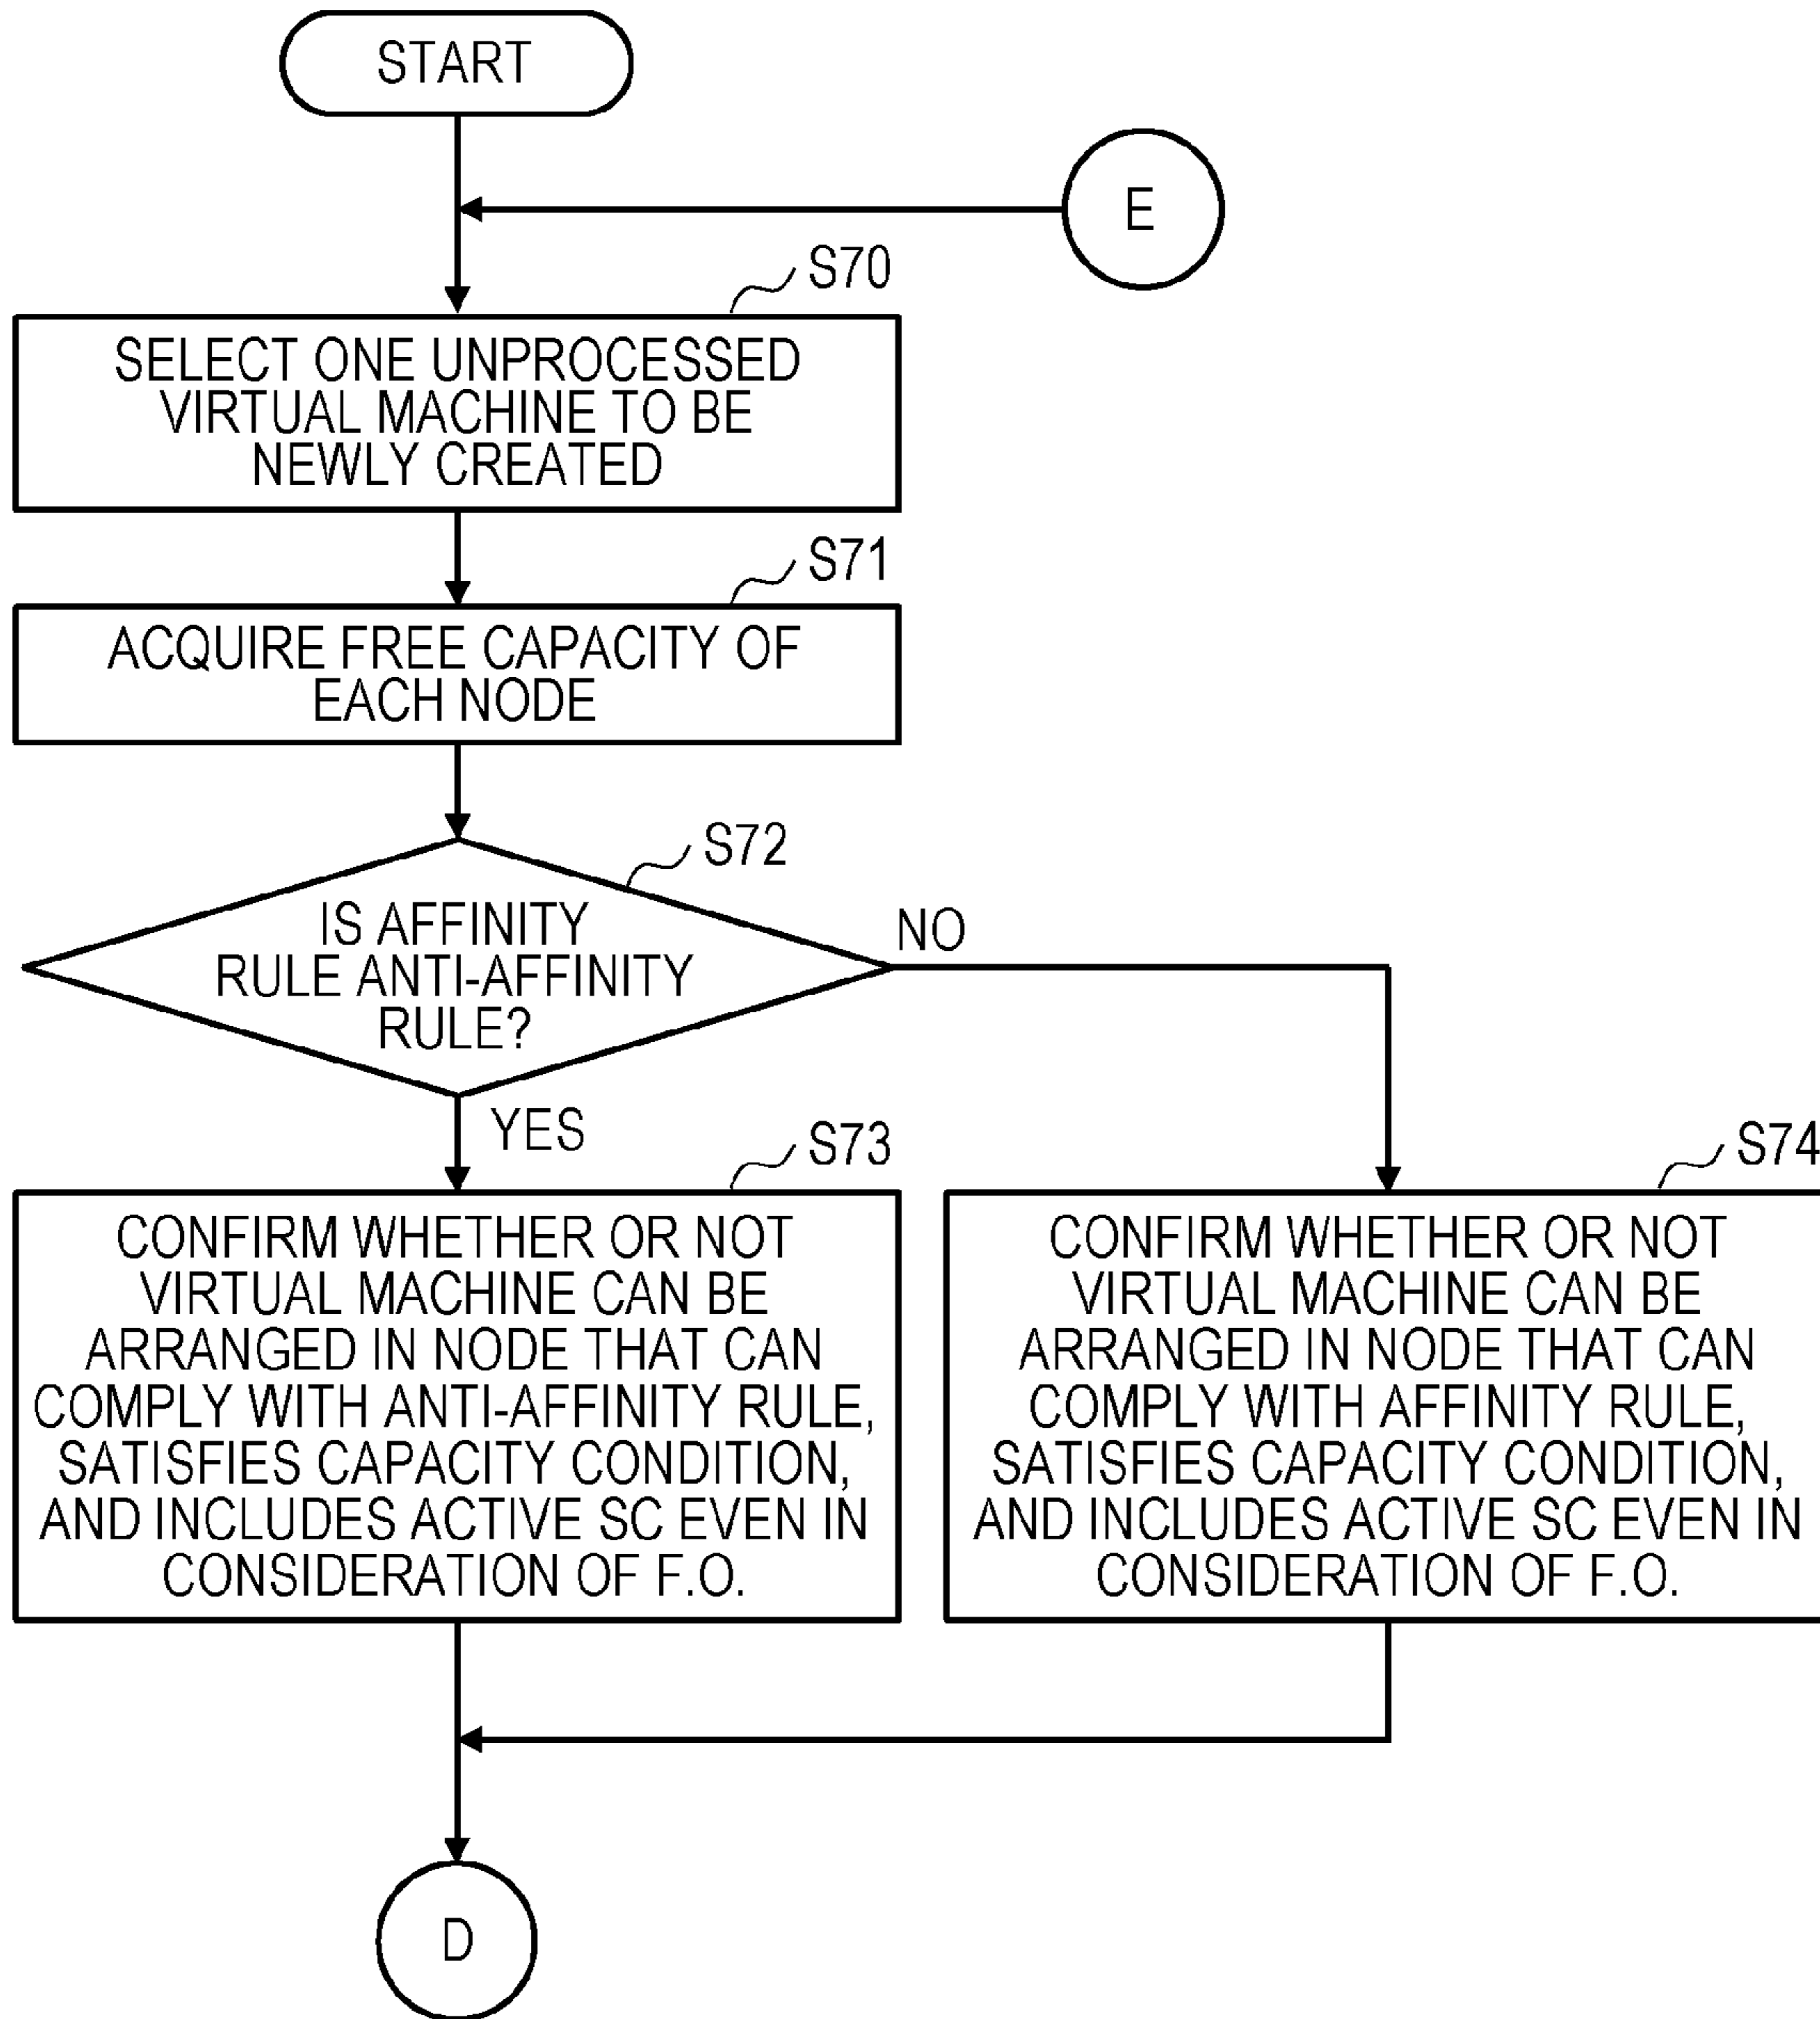 START
E
S70
SELECT ONE UNPROCESSED
VIRTUAL MACHINE TO BE
NEWLY CREATED
S71
ACQUIRE FREE CAPACITY OF
EACH NODE
S72
IS AFFINITY
RULE ANTI-AFFINITY
RULE?
NO
YES
S73
CONFIRM WHETHER OR NOT
VIRTUAL MACHINE CAN BE
ARRANGED IN NODE THAT CAN
COMPLY WITH ANTI-AFFINITY RULE,
SATISFIES CAPACITY CONDITION,
AND INCLUDES ACTIVE SC EVEN IN
CONSIDERATION OF F.O.
S74
CONFIRM WHETHER OR NOT
VIRTUAL MACHINE CAN BE
ARRANGED IN NODE THAT CAN
COMPLY WITH AFFINITY RULE,
SATISFIES CAPACITY CONDITION,
AND INCLUDES ACTIVE SC EVEN IN
CONSIDERATION OF F.O.
D